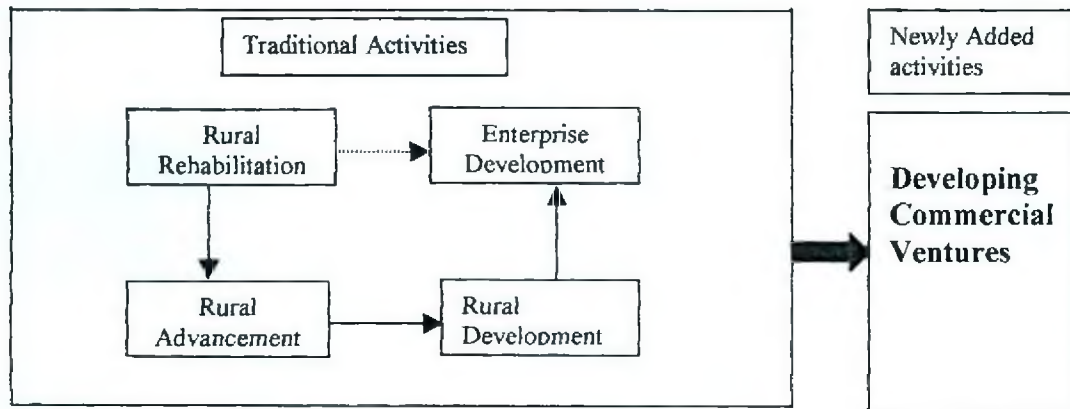 Traditional Activities
Rural
Rehabilitation
Enterprise
Development
Rural
Advancement
Rural
Development
Newly Added
activities
Developing
Commercial
Ventures